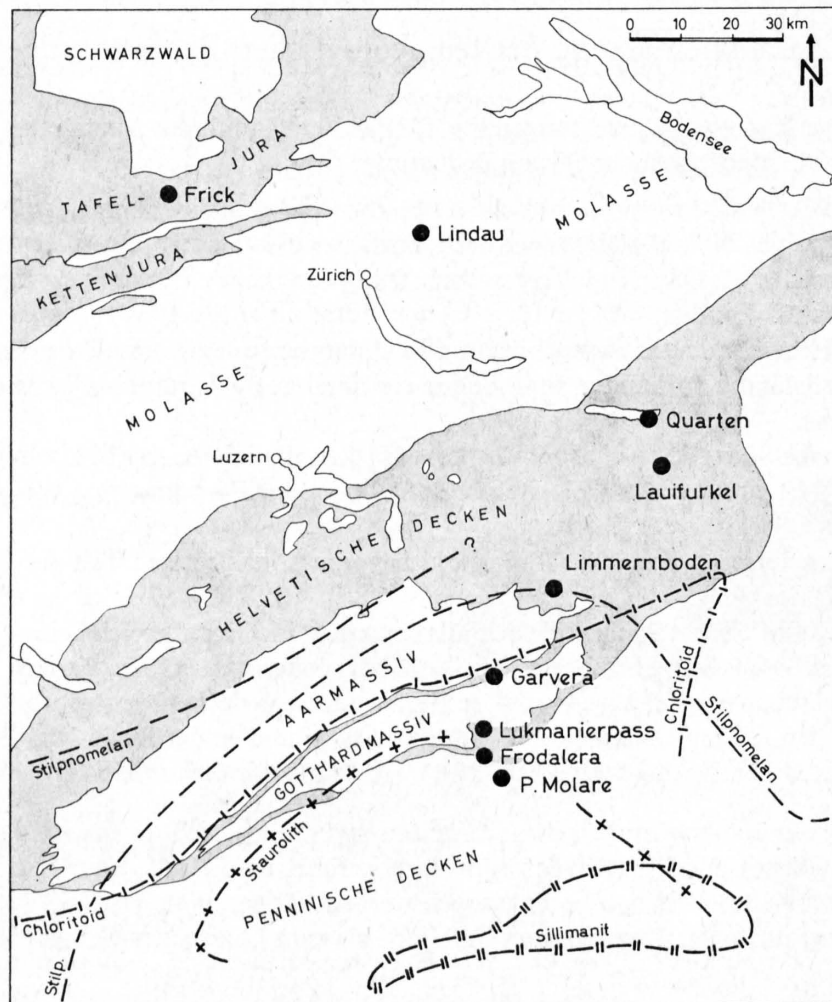 0 10 20 30 km
N
SCHWARZWALD
Bodensee
JURA
TAFEL-
Frick
MOLASSE
Lindau
KETTENJURA
Zürich
MOLASSE
Quarten
Luzern
Lauifurkel
HELVETISCHE DECKEN
?
Limmernboden
AARMASSIV
Garvera
Chloritoid
Stilpnomelan
GOTTHARDMASSIV
Lukmanierpass
Stilpnomelan
Frodalera
P. Molare
Staurolith
PENNINISCHE DECKEN
Chloritoid
Sillimanit
Stilp.